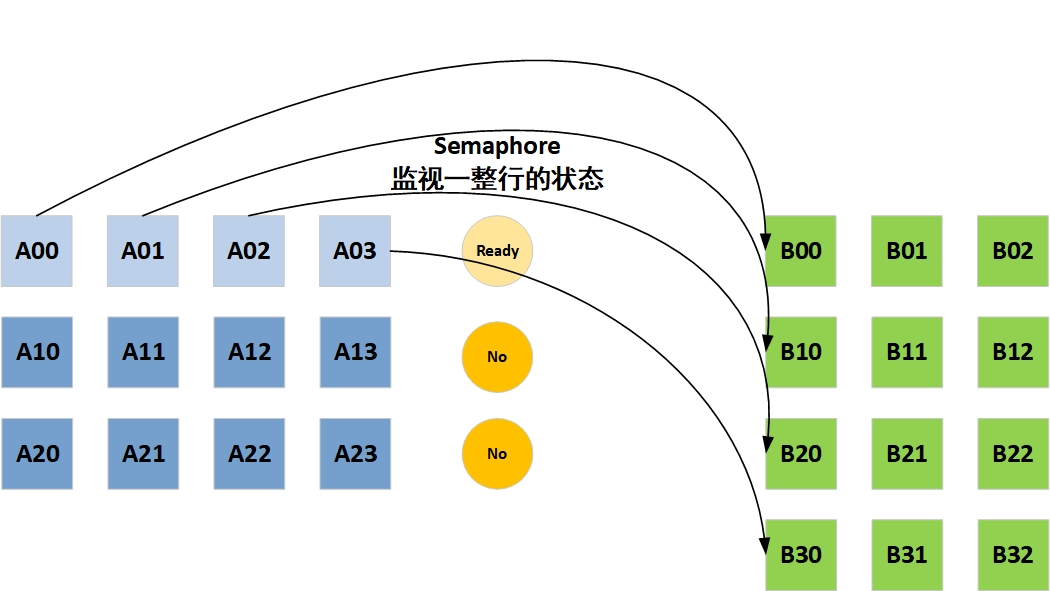 Semaphore
监视一整行的状态
A00 A01 A02 A03 Ready B00 B01 B02
A10 A11 A12 A13 No B10 B11 B12
A20 A21 A22 A23 No B20 B21 B22
B30 B31 B32